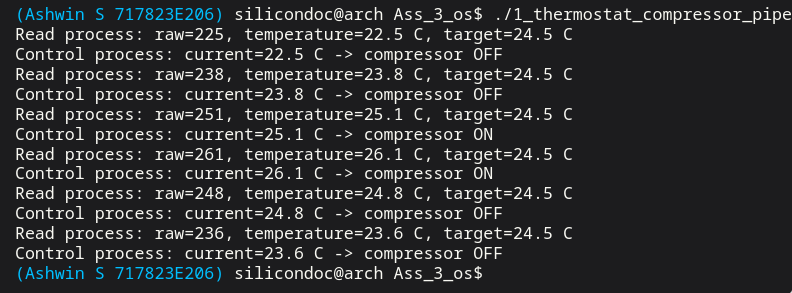 (Ashwin S 717823E206) silicondoc@arch Ass_3_os$ ./1_thermostat_compressor_pipe
Read process: raw=225, temperature=22.5 C, target=24.5 C
Control process: current=22.5 C -> compressor OFF
Read process: raw=238, temperature=23.8 C, target=24.5 C
Control process: current=23.8 C -> compressor OFF
Read process: raw=251, temperature=25.1 C, target=24.5 C
Control process: current=25.1 C -> compressor ON
Read process: raw=261, temperature=26.1 C, target=24.5 C
Control process: current=26.1 C -> compressor ON
Read process: raw=248, temperature=24.8 C, target=24.5 C
Control process: current=24.8 C -> compressor OFF
Read process: raw=236, temperature=23.6 C, target=24.5 C
Control process: current=23.6 C -> compressor OFF
(Ashwin S 717823E206) silicondoc@arch Ass_3_os$